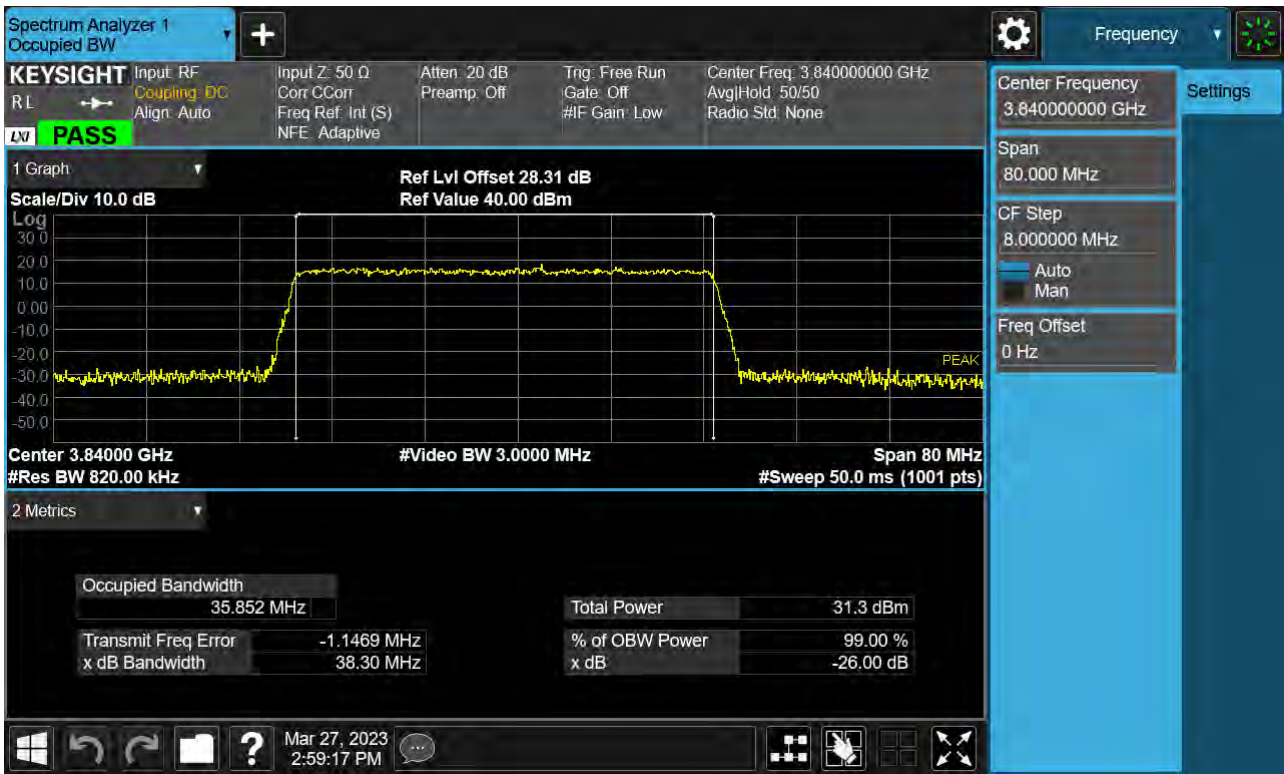 Spectrum Analyzer 1
Occupied BW
Frequency
KEYSIGHT
R L
LXI PASS
Input: RF
Coupling: DC
Align: Auto
Input Z: 50 Ω
Corr CCorr
Freq Ref: Int (S)
NFE: Adaptive
Atten: 20 dB
Preamp: Off
Trig: Free Run
Gate: Off
#IF Gain: Low
Center Freq: 3.840000000 GHz
Avg|Hold: 50/50
Radio Std: None
Center Frequency
3.840000000 GHz
Settings
Span
80.000 MHz
CF Step
8.000000 MHz
Auto
Man
Freq Offset
0 Hz
1 Graph
Scale/Div 10.0 dB
Ref Lvl Offset 28.31 dB
Ref Value 40.00 dBm
Log
30.0
20.0
10.0
0.00
-10.0
-20.0
-30.0
-40.0
-50.0
PEAK
Center 3.84000 GHz
#Video BW 3.0000 MHz
Span 80 MHz
#Res BW 820.00 kHz
#Sweep 50.0 ms (1001 pts)
2 Metrics
Occupied Bandwidth
35.852 MHz
Total Power 31.3 dBm
Transmit Freq Error -1.1469 MHz
% of OBW Power 99.00 %
x dB Bandwidth 38.30 MHz
x dB -26.00 dB
Mar 27, 2023
2:59:17 PM